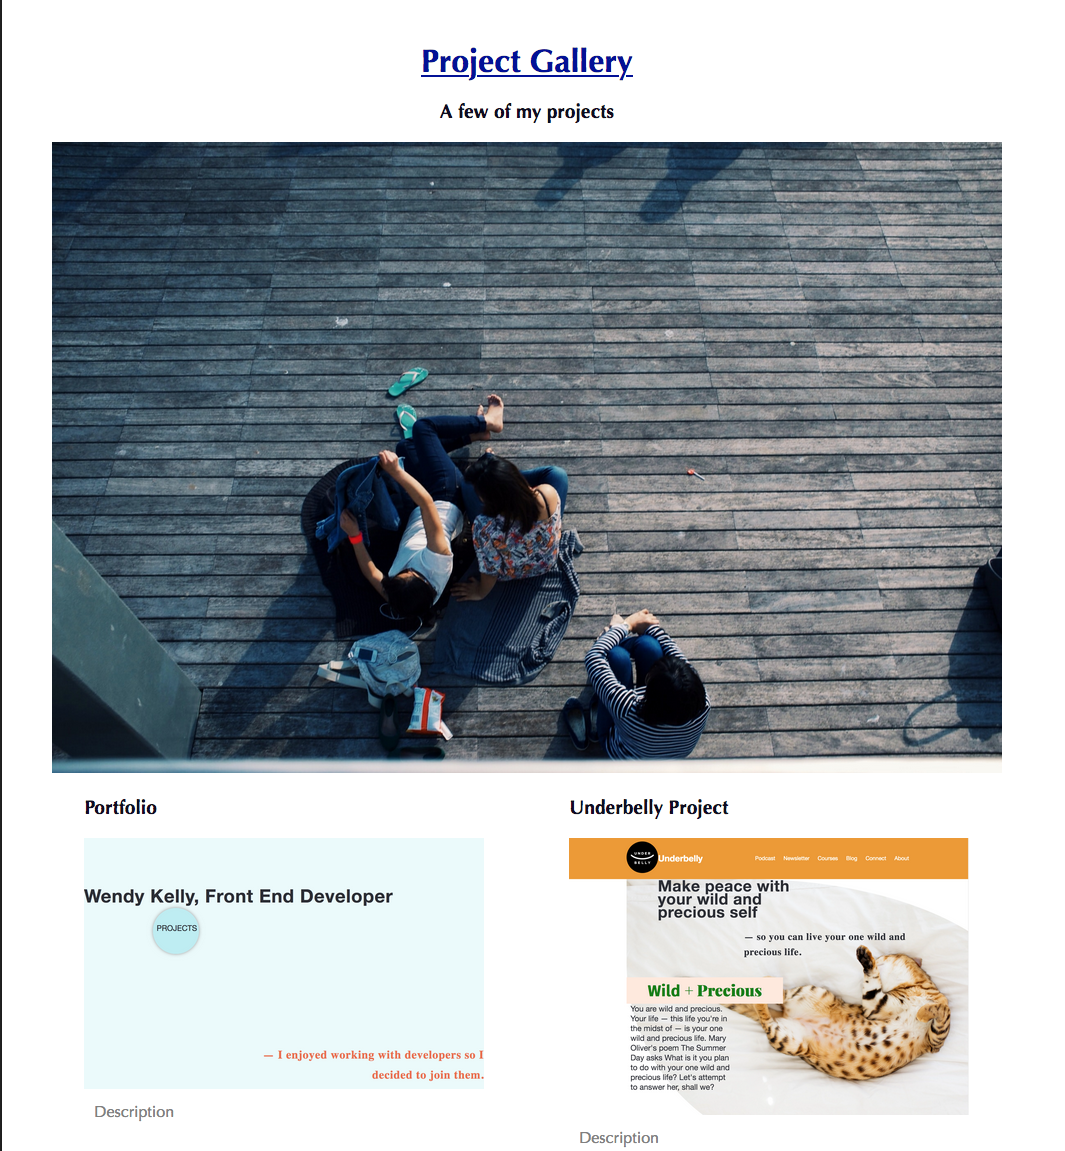 Project Gallery
A few of my projects
Portfolio
Wendy Kelly, Front End Developer
PROJECTS
— I enjoyed working with developers so I
decided to join them.
Description
Underbelly Project
UNDER
BELLY
Underbelly
Podcast Newsletter Courses Blog Connect About
Make peace with
your wild and
precious self
— so you can live your one wild and
precious life.
Wild + Precious
You are wild and precious.
Your life — this life you're in
the midst of — is your one
wild and precious life. Mary
Oliver's poem The Summer
Day asks What is it you plan
to do with your one wild and
precious life? Let's attempt
to answer her, shall we?
Description